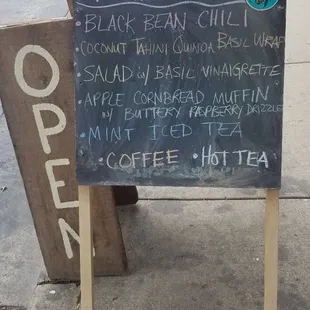 OPEN
BLACK BEAN CHILI
COCONUT TAHINI QUINOA BASIL WRAP
• SALAD w/ BASIL VINAIGRETTE
• APPLE CORNBREAD MUFFIN
w/ BUTTERY RASPBERRY DRIZZLE
• MINT ICED TEA
• COFFEE • HOT TEA